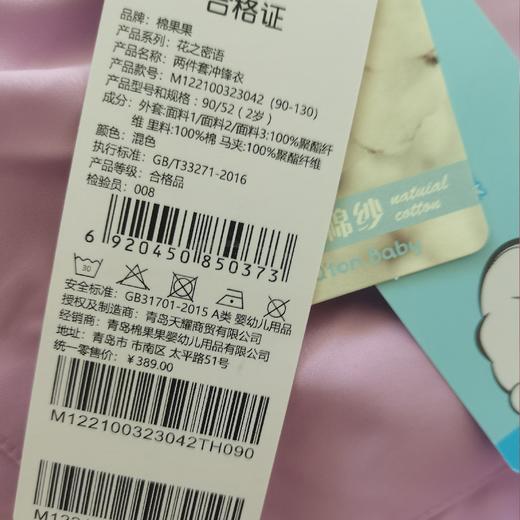 合格证
品牌：棉果果
产品系列：花之密语
产品名称：两件套冲锋衣
产品款号：M122100323042（90-130）
产品型号和规格：90/52（2岁）
成分：外套:面料1/面料2/面料3:100%聚酯纤
维 里料:100%棉 马夹:100%聚酯纤维
颜色：混色
执行标准：GB/T33271-2016
产品等级：合格品
检验员：008
6 920450 850373
30
安全标准：GB31701-2015 A类 婴幼儿用品
授权及制造商：青岛天耀商贸有限公司
经销商：青岛棉果果婴幼儿用品有限公司
地址：青岛市 市南区 太平路51号
统一零售价：￥389.00
M122100323042TH090
棉纱
natuial
cotton
Baby